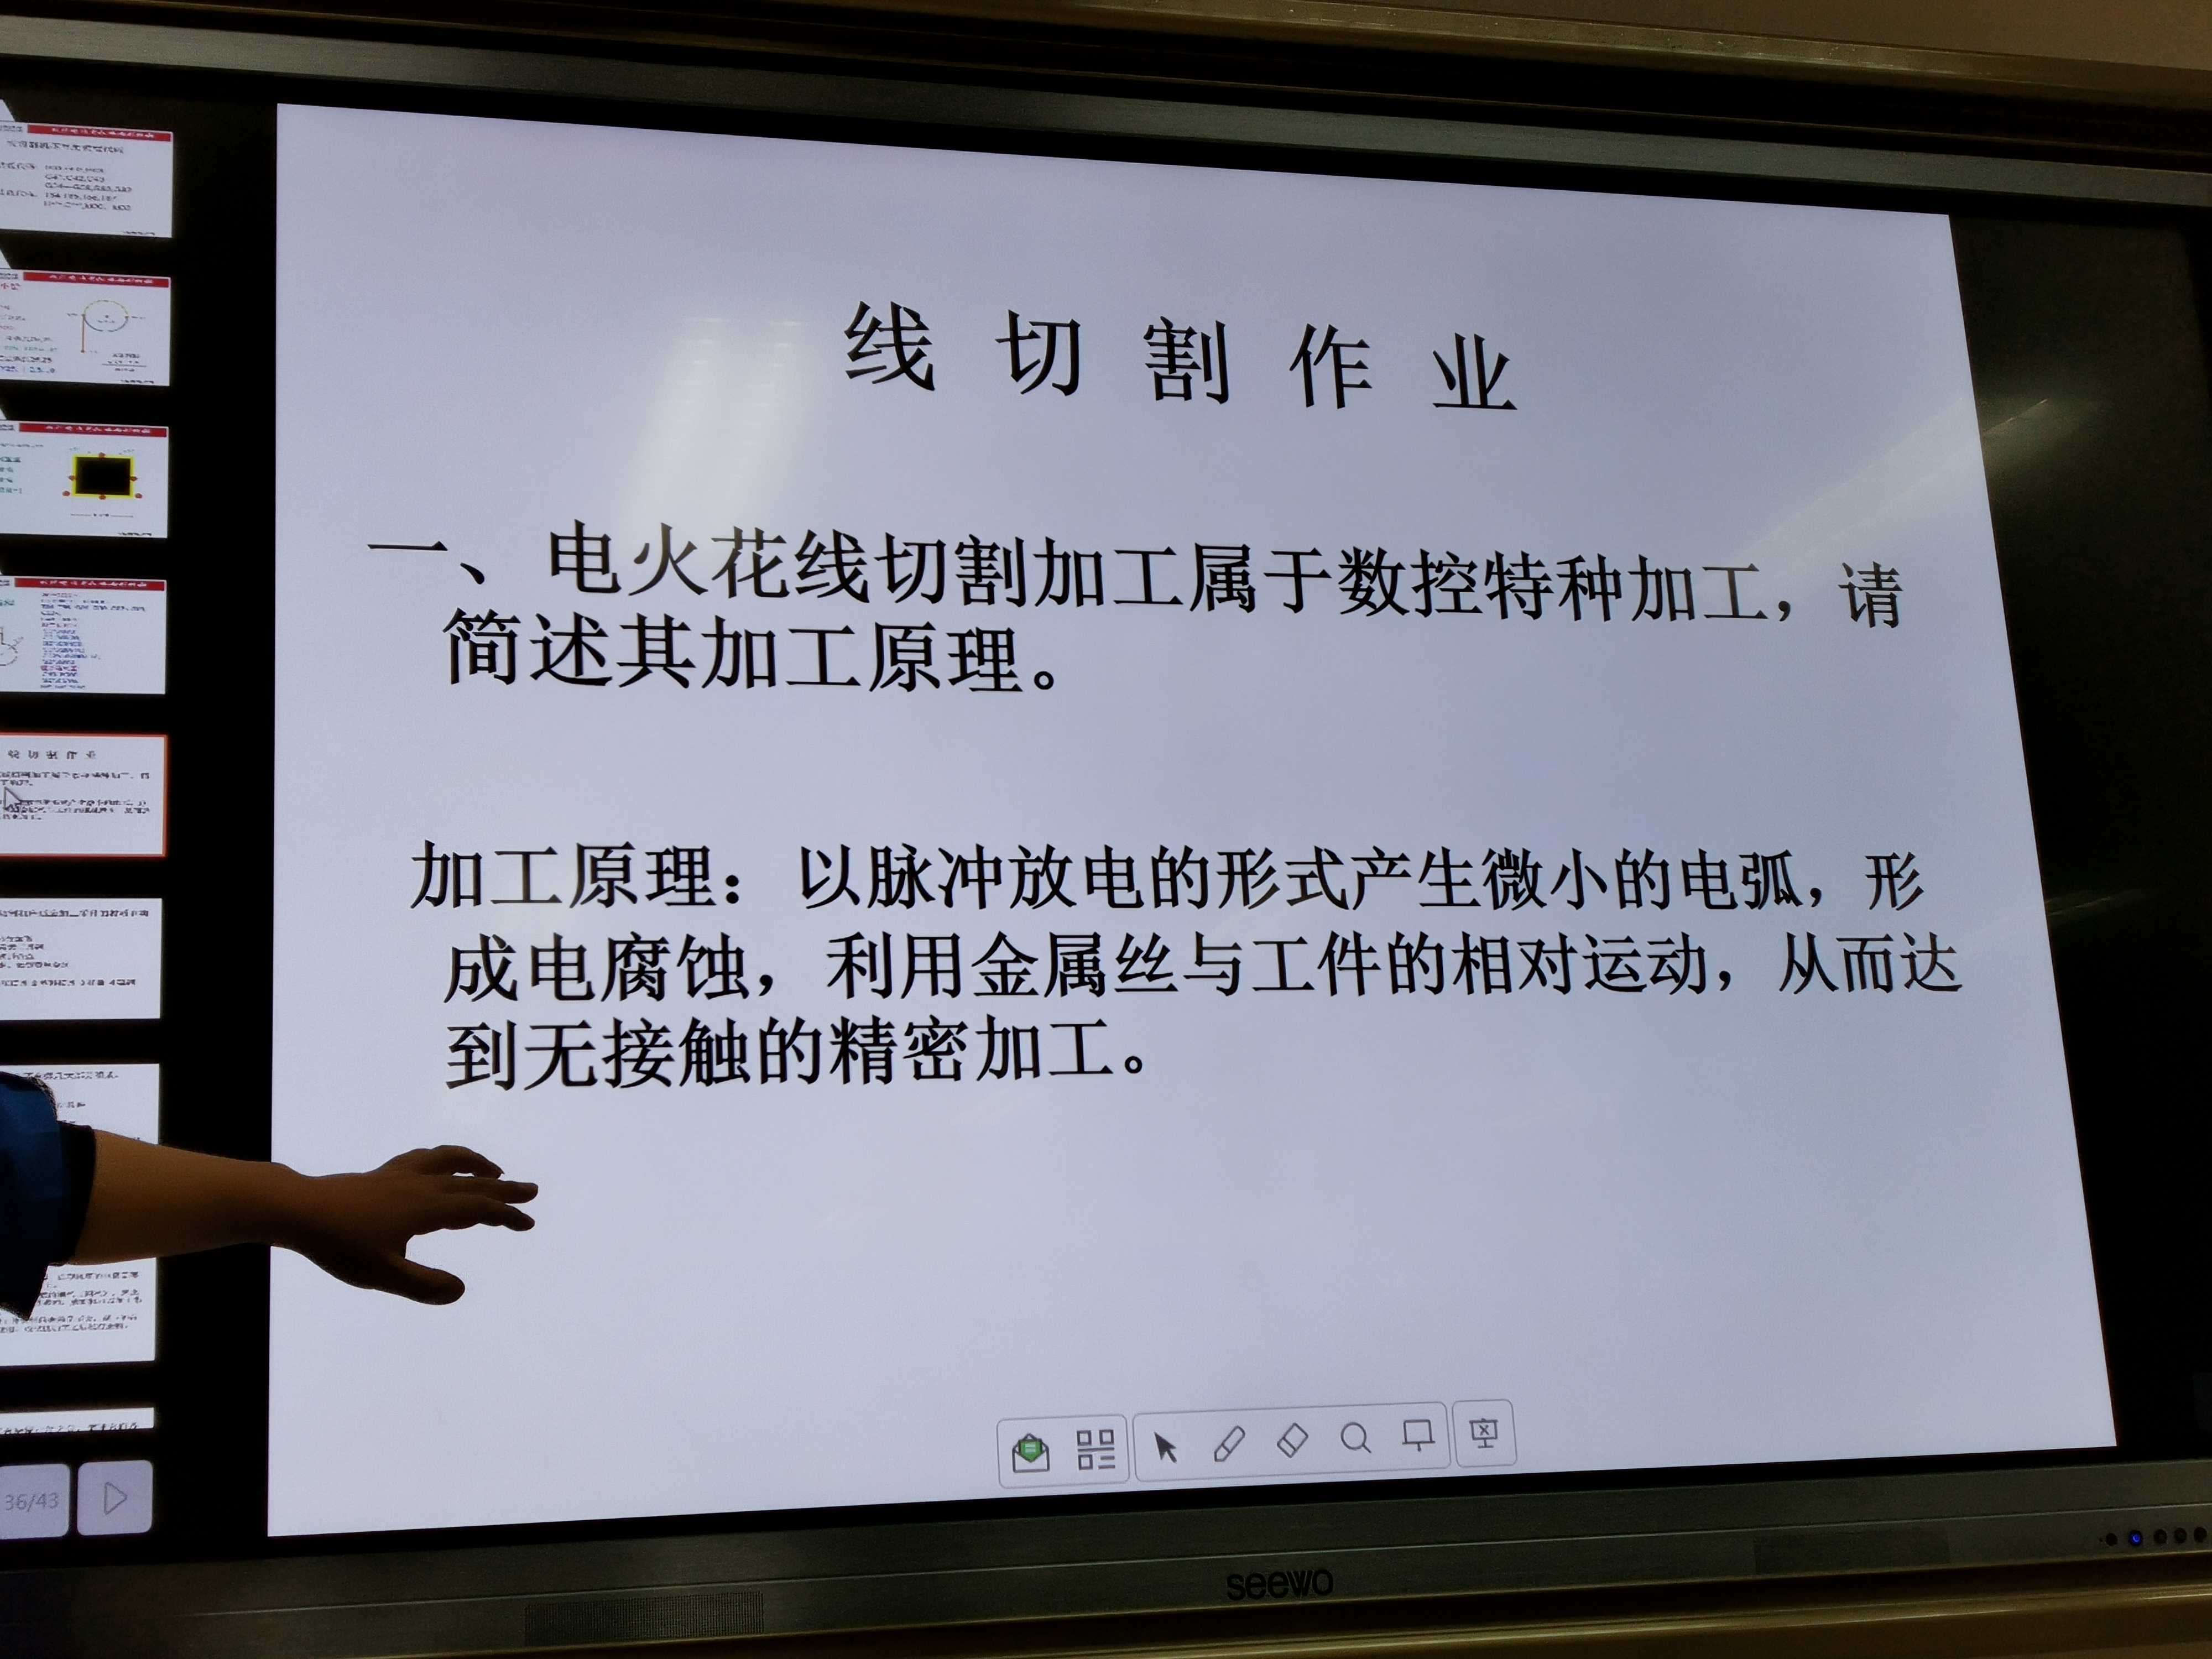 线切割作业
一、电火花线切割加工属于数控特种加工，请
简述其加工原理。
加工原理：以脉冲放电的形式产生微小的电弧，形
成电腐蚀，利用金属丝与工件的相对运动，从而达
到无接触的精密加工。
36/43
seewo